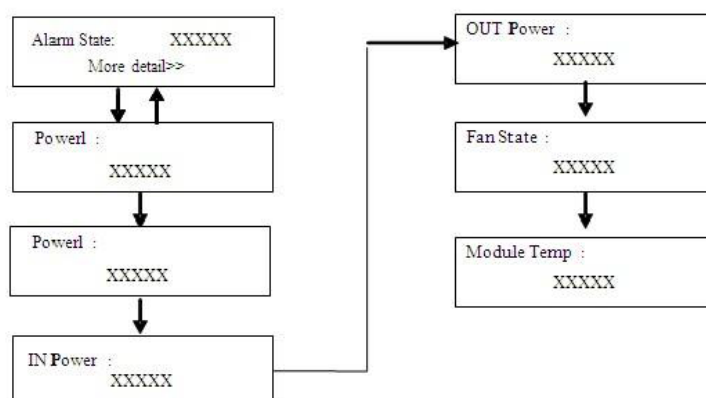 Alarm State: XXXXX
More detail>>
Powerl :
XXXXX
Powerl :
XXXXX
IN Power :
XXXXX
OUT Power :
XXXXX
Fan State :
XXXXX
Module Temp :
XXXXX